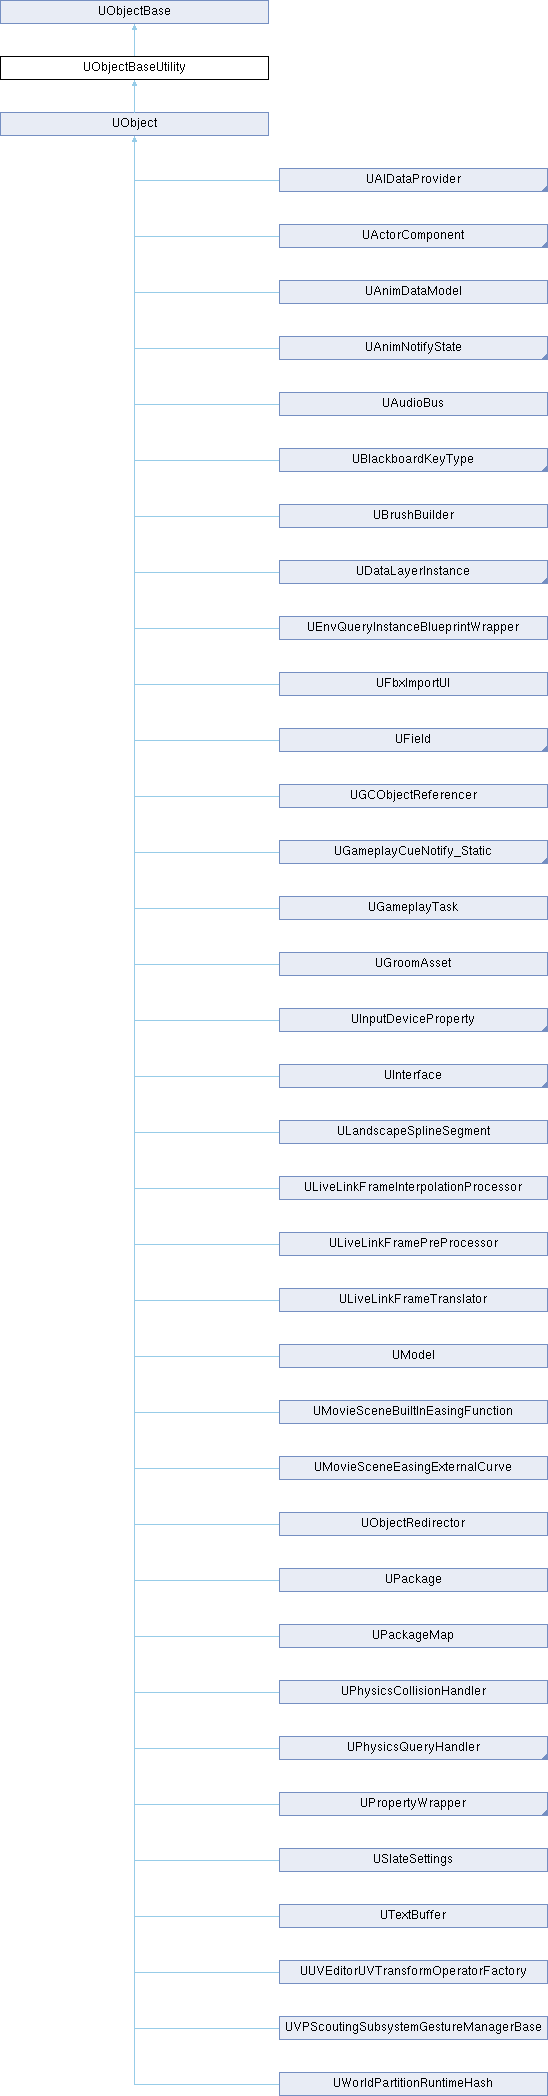 UObjectBase
UObjectBaseUtility
UObject
UAIDataProvider
UActorComponent
UAnimDataModel
UAnimNotifyState
UAudioBus
UBlackboardKeyType
UBrushBuilder
UDataLayerInstance
UEnvQueryInstanceBlueprintWrapper
UFbxImportUI
UField
UGCObjectReferencer
UGameplayCueNotify_Static
UGameplayTask
UGroomAsset
UInputDeviceProperty
UInterface
ULandscapeSplineSegment
ULiveLinkFrameInterpolationProcessor
ULiveLinkFramePreProcessor
ULiveLinkFrameTranslator
UModel
UMovieSceneBuiltInEasingFunction
UMovieSceneEasingExternalCurve
UObjectRedirector
UPackage
UPackageMap
UPhysicsCollisionHandler
UPhysicsQueryHandler
UPropertyWrapper
USlateSettings
UTextBuffer
UUVEditorUVTransformOperatorFactory
UVPScoutingSubsystemGestureManagerBase
UWorldPartitionRuntimeHash